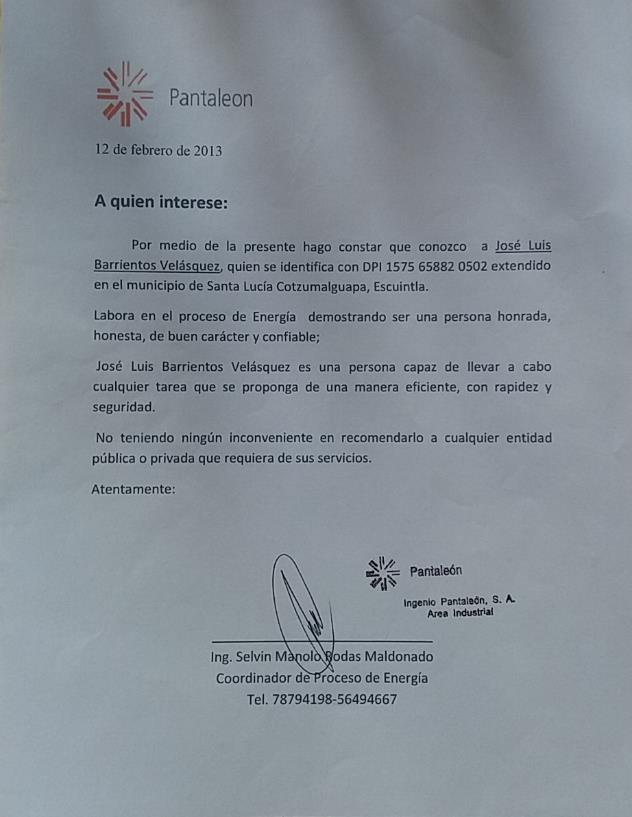 Pantaleon
12 de febrero de 2013
A quien interese:
Por medio de la presente hago constar que conozco a José Luis
Barrientos Velásquez, quien se identifica con DPI 1575 65882 0502 extendido
en el municipio de Santa Lucía Cotzumalguapa, Escuintla.
Labora en el proceso de Energía demostrando ser una persona honrada,
honesta, de buen carácter y confiable;
José Luis Barrientos Velásquez es una persona capaz de llevar a cabo
cualquier tarea que se proponga de una manera eficiente, con rapidez y
seguridad.
No teniendo ningún inconveniente en recomendarlo a cualquier entidad
pública o privada que requiera de sus servicios.
Atentamente:
Pantaleón
Ingenio Pantaleón, S. A.
Area Industrial
Ing. Selvin Manolo Rodas Maldonado
Coordinador de Proceso de Energía
Tel. 78794198-56494667